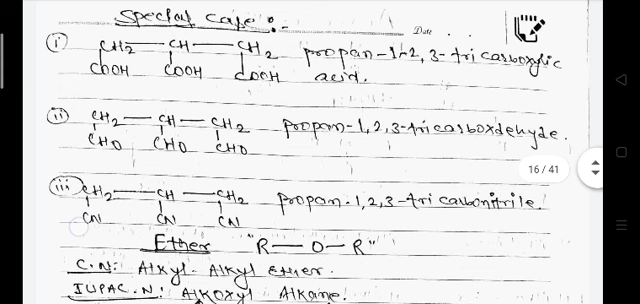 Special Case :-
Date
(i) CH2 — CH — CH2 propan-1-2,3-tricarboxylic
COOH COOH COOH acid.
(ii) CH2 — CH — CH2 propan-1,2,3-tricarboxdehyde.
CHO CHO CHO
16/41
(iii) CH2 — CH — CH2 propan-1,2,3-tricarbonitrile.
CN CN CN
Ether "R — O — R"
C.N: Alkyl Alkyl Ether.
IUPAC.N: Alkoxy Alkane.